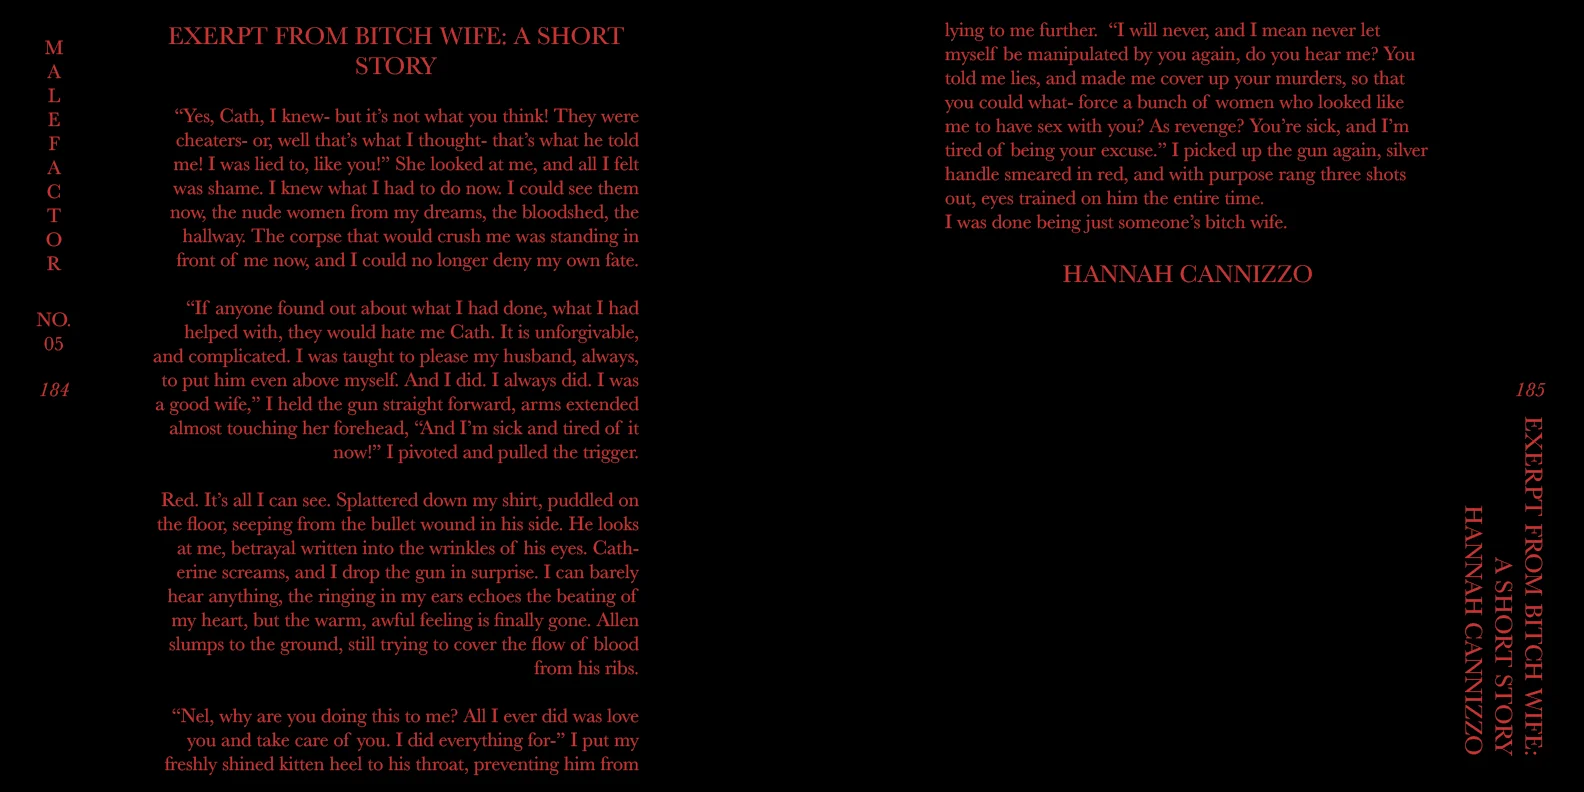 M
A
L
E
F
A
C
T
O
R
NO.
05
184
EXERPT FROM BITCH WIFE: A SHORT
STORY
“Yes, Cath, I knew- but it’s not what you think! They were
cheaters- or, well that’s what I thought- that’s what he told
me! I was lied to, like you!” She looked at me, and all I felt
was shame. I knew what I had to do now. I could see them
now, the nude women from my dreams, the bloodshed, the
hallway. The corpse that would crush me was standing in
front of me now, and I could no longer deny my own fate.
“If anyone found out about what I had done, what I had
helped with, they would hate me Cath. It is unforgivable,
and complicated. I was taught to please my husband, always,
to put him even above myself. And I did. I always did. I was
a good wife,” I held the gun straight forward, arms extended
almost touching her forehead, “And I’m sick and tired of it
now!” I pivoted and pulled the trigger.
Red. It’s all I can see. Splattered down my shirt, puddled on
the floor, seeping from the bullet wound in his side. He looks
at me, betrayal written into the wrinkles of his eyes. Cath-
erine screams, and I drop the gun in surprise. I can barely
hear anything, the ringing in my ears echoes the beating of
my heart, but the warm, awful feeling is finally gone. Allen
slumps to the ground, still trying to cover the flow of blood
from his ribs.
“Nel, why are you doing this to me? All I ever did was love
you and take care of you. I did everything for-” I put my
freshly shined kitten heel to his throat, preventing him from
lying to me further. “I will never, and I mean never let
myself be manipulated by you again, do you hear me? You
told me lies, and made me cover up your murders, so that
you could what- force a bunch of women who looked like
me to have sex with you? As revenge? You’re sick, and I’m
tired of being your excuse.” I picked up the gun again, silver
handle smeared in red, and with purpose rang three shots
out, eyes trained on him the entire time.
I was done being just someone’s bitch wife.
HANNAH CANNIZZO
185
EXERPT FROM BITCH WIFE:
A SHORT STORY
HANNAH CANNIZZO